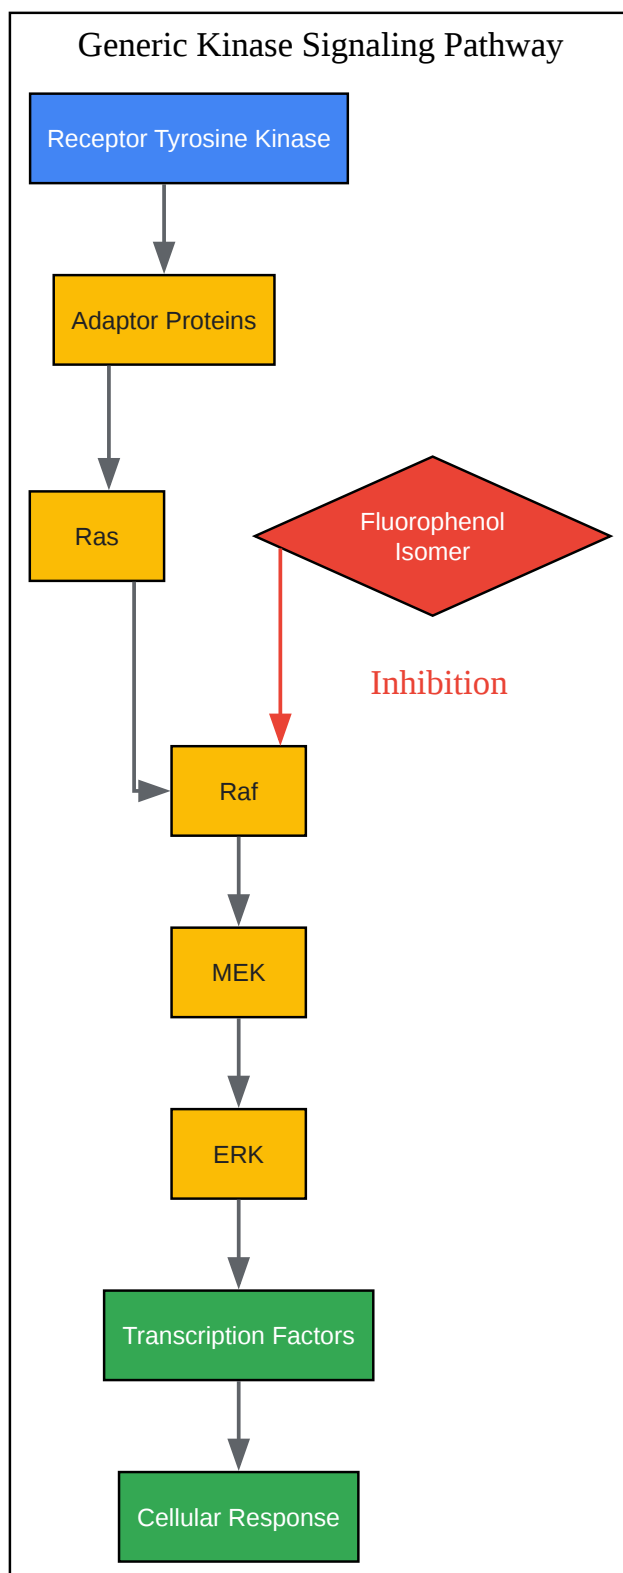 Generic Kinase Signaling Pathway
Receptor Tyrosine Kinase
Adaptor Proteins
Ras
Fluorophenol
Isomer
Inhibition
Raf
MEK
ERK
Transcription Factors
Cellular Response